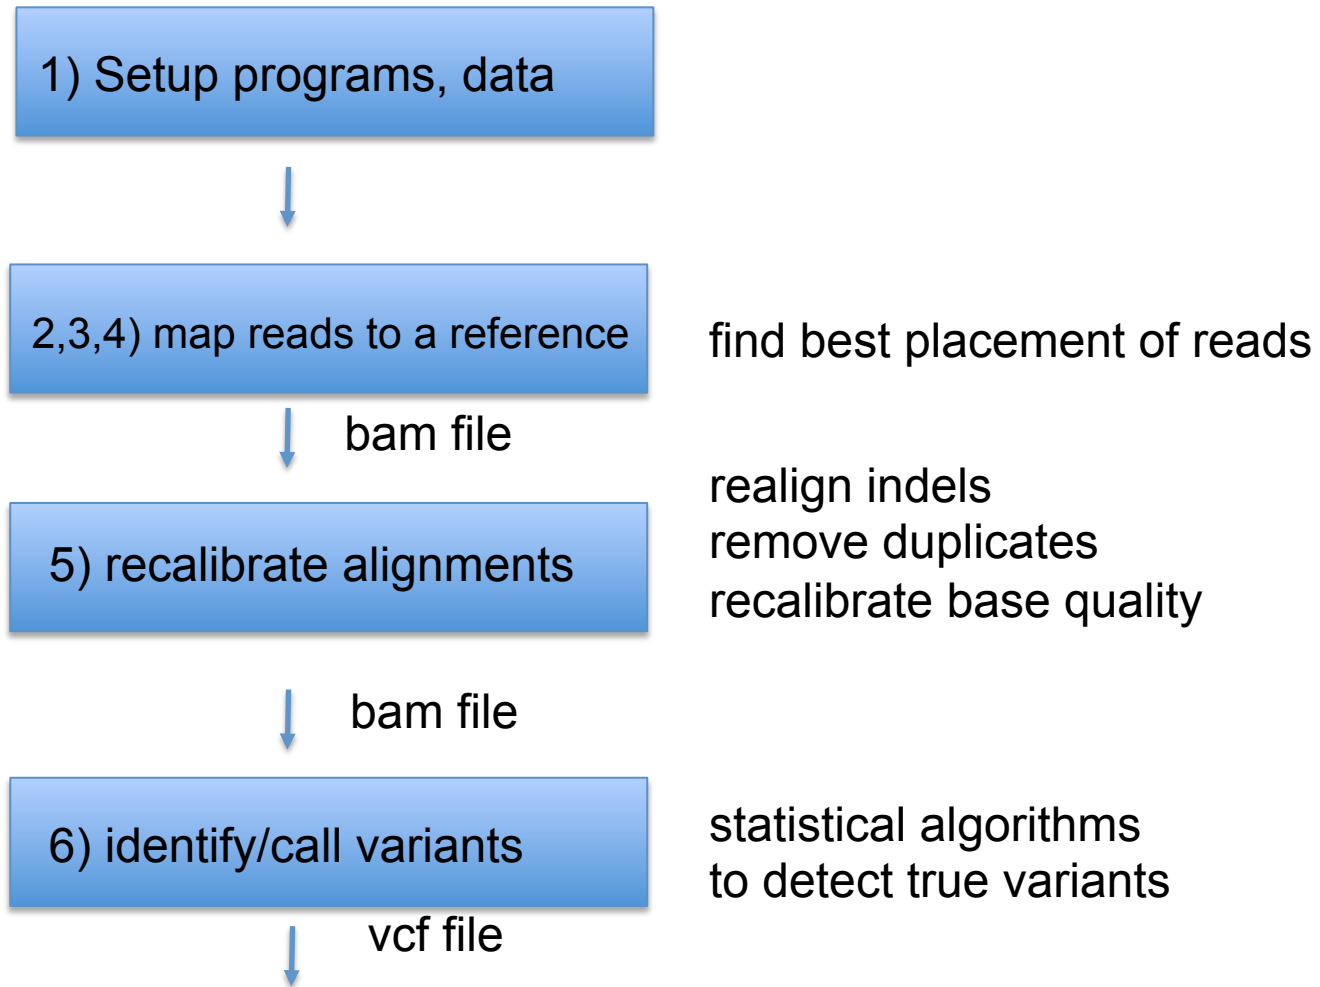 1) Setup programs, data
2,3,4) map reads to a reference
find best placement of reads
bam file
realign indels
remove duplicates
recalibrate base quality
5) recalibrate alignments
bam file
6) identify/call variants
statistical algorithms
to detect true variants
vcf file